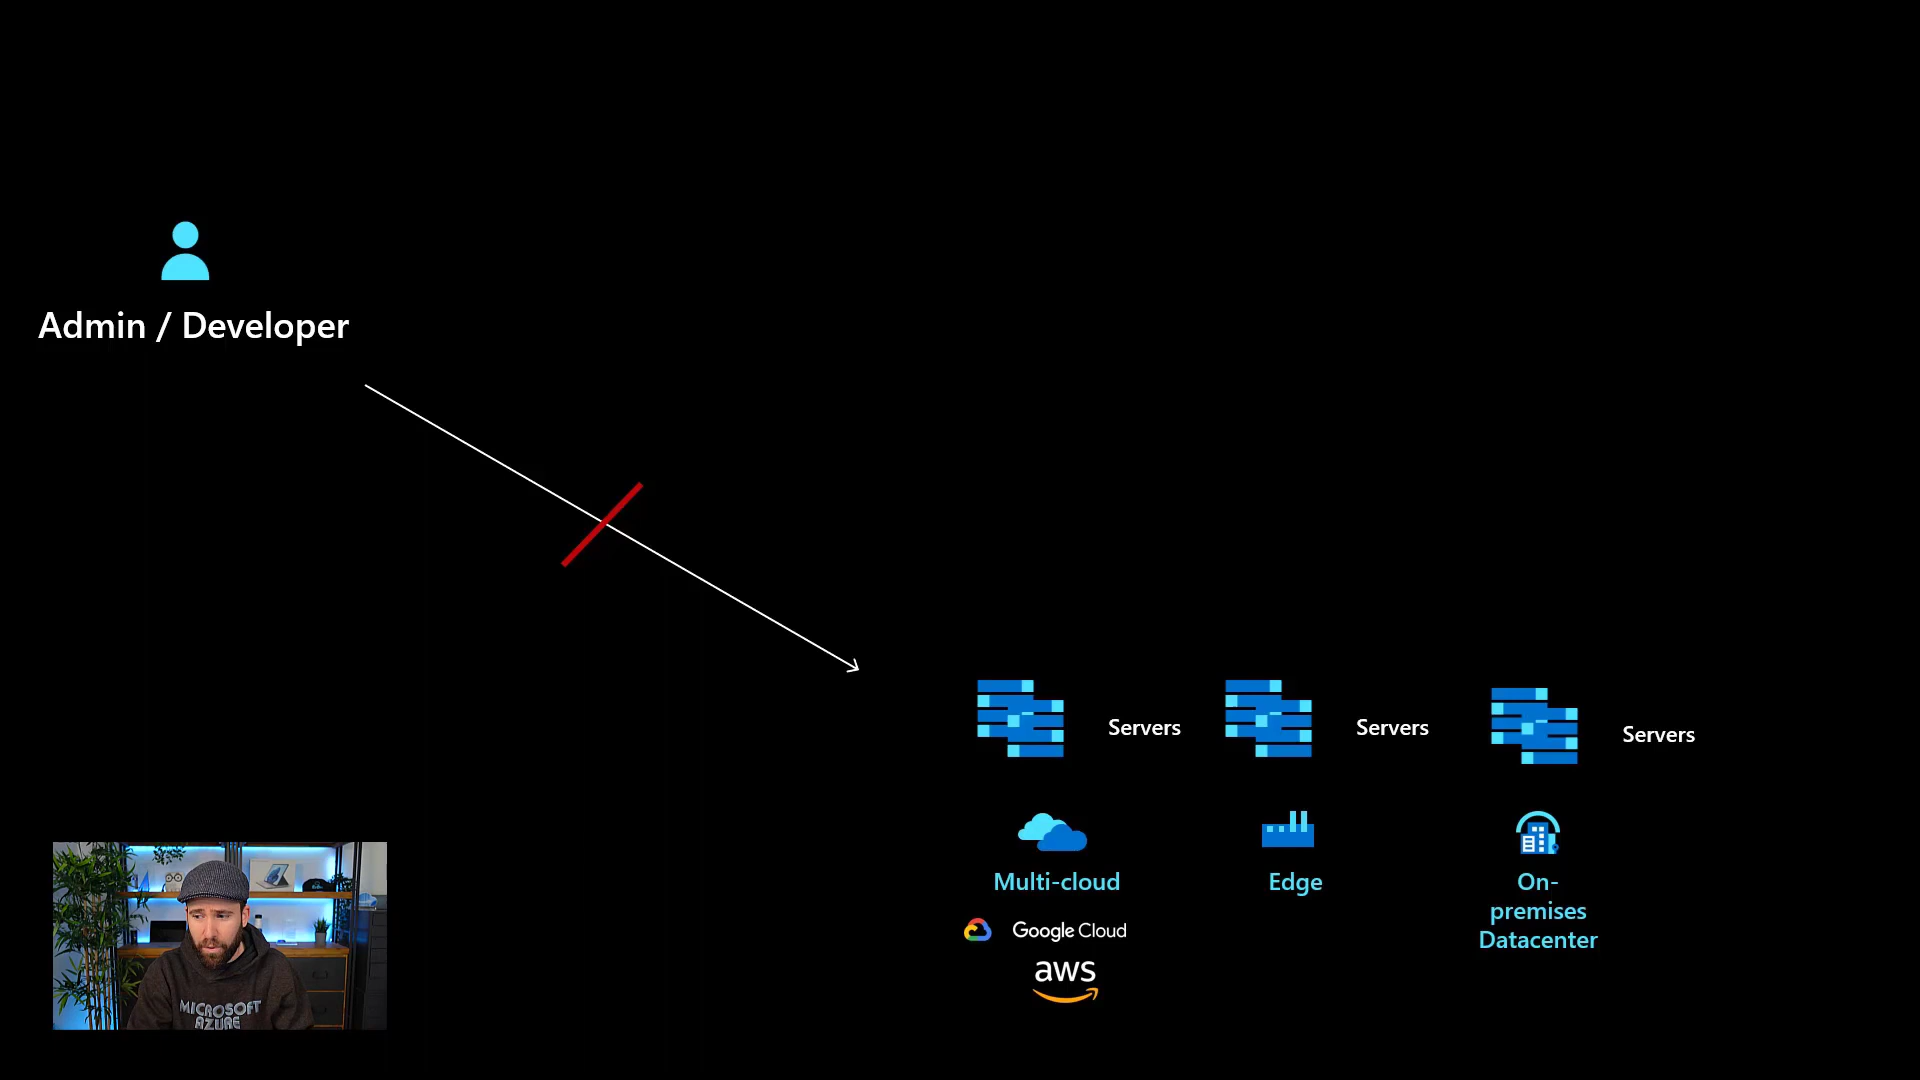 Admin / Developer
Servers
Servers
Servers
Multi-cloud
Edge
On-
premises
Datacenter
Google Cloud
aws
MICROSOFT
AZURE